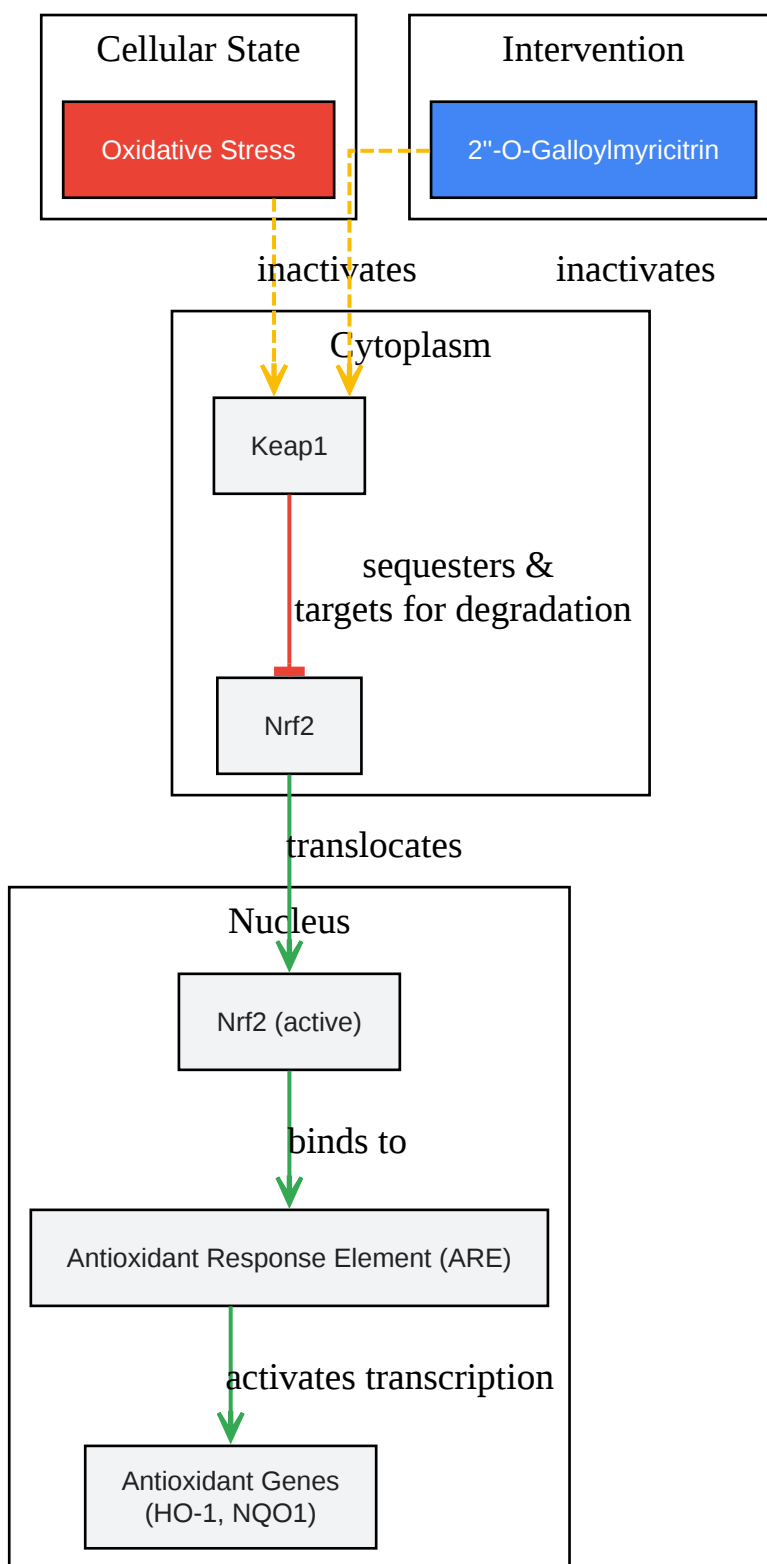 Cellular State
Intervention
Oxidative Stress
2"-O-Galloylmyricitrin
inactivates
inactivates
Cytoplasm
Keap1
sequesters &
targets for degradation
Nrf2
translocates
Nucleus
Nrf2 (active)
binds to
Antioxidant Response Element (ARE)
activates transcription
Antioxidant Genes
(HO-1, NQO1)